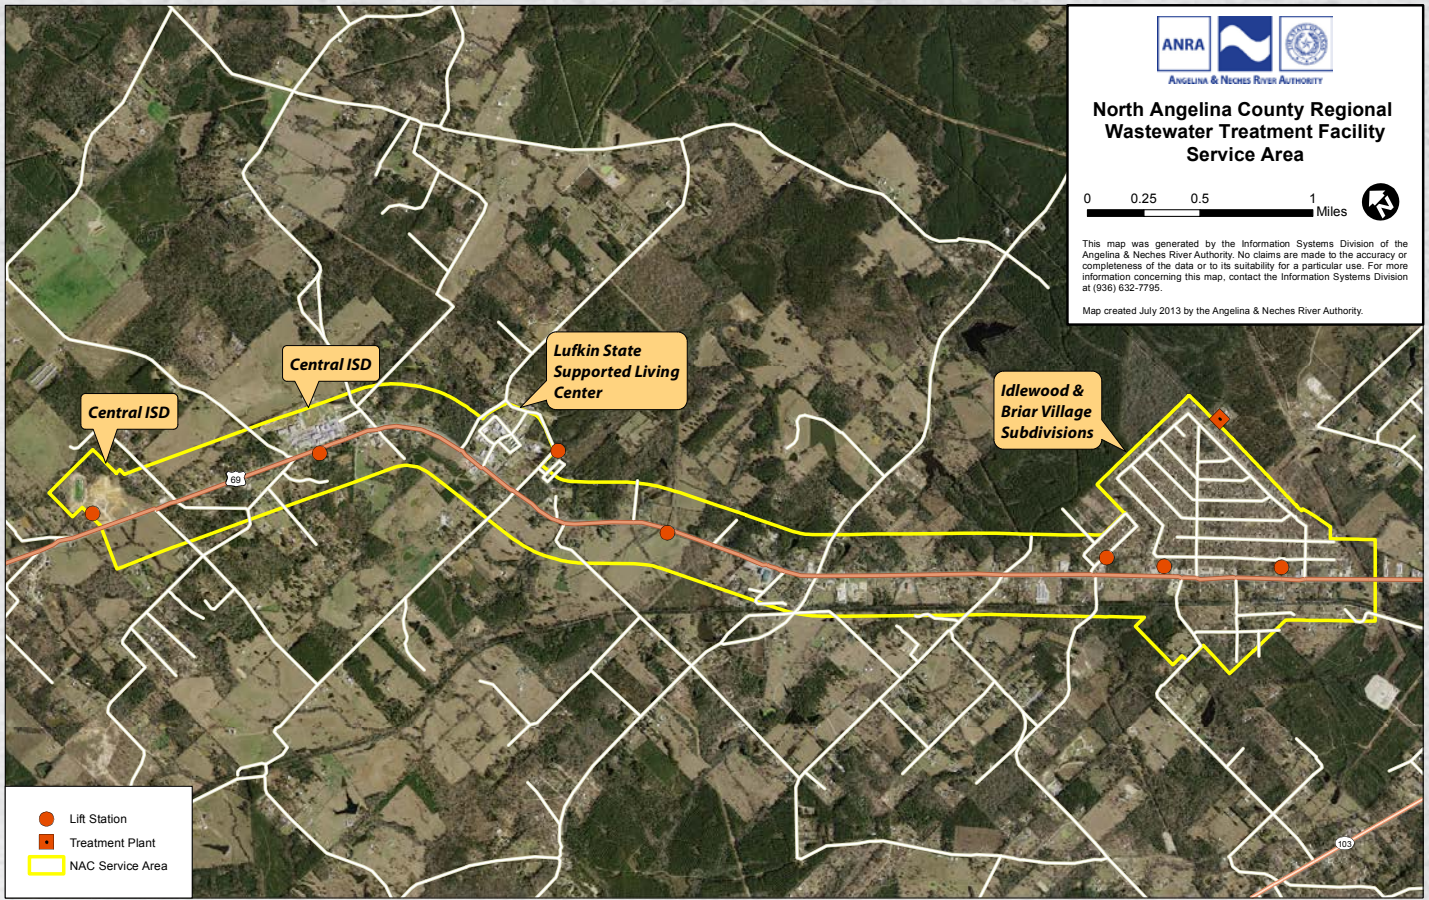 ANRA
THE STATE OF TEXAS
ANGELINA & NECHES RIVER AUTHORITY
North Angelina County Regional
Wastewater Treatment Facility
Service Area
0 0.25 0.5 1
Miles
N
This map was generated by the Information Systems Division of the
Angelina & Neches River Authority. No claims are made to the accuracy or
completeness of the data or to its suitability for a particular use. For more
information concerning this map, contact the Information Systems Division
at (936) 632-7795.
Map created July 2013 by the Angelina & Neches River Authority.
Central ISD
Central ISD
Lufkin State
Supported Living
Center
Idlewood &
Briar Village
Subdivisions
69
103
Lift Station
Treatment Plant
NAC Service Area